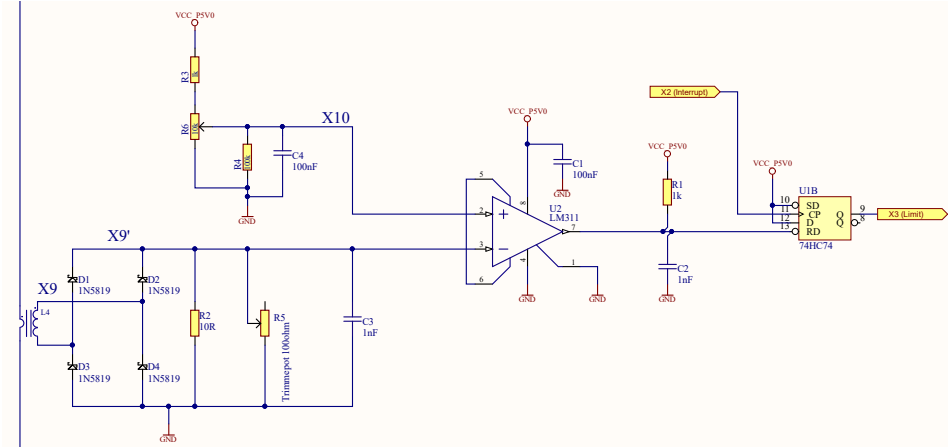 VCC_P5V0
R3
1k
R6
10k
X10
R4
100k
C4
100nF
GND
X2 (Interrupt)
VCC_P5V0
C1
100nF
GND
VCC_P5V0
R1
1k
VCC_P5V0
U1B
10 SD
11 CP Q 9
12 D Q 8
13 RD
74HC74
X3 (Limit)
5
8
U2
LM311
2
7
3
4
1
6
GND
GND
C2
1nF
GND
X9'
D1
1N5819
D2
1N5819
X9
L4
R2
10R
R5
Trimmepot 100ohm
C3
1nF
D3
1N5819
D4
1N5819
GND